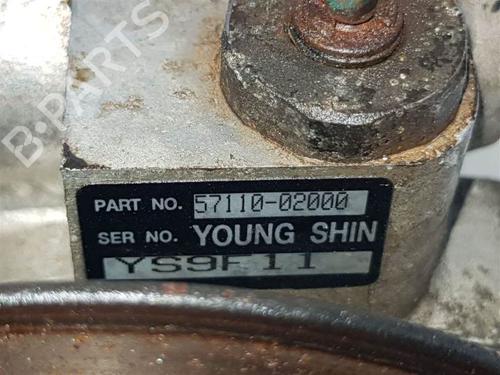 B-PARTS
PART NO. 57110-02000
SER NO. YOUNG SHIN
YS9F11